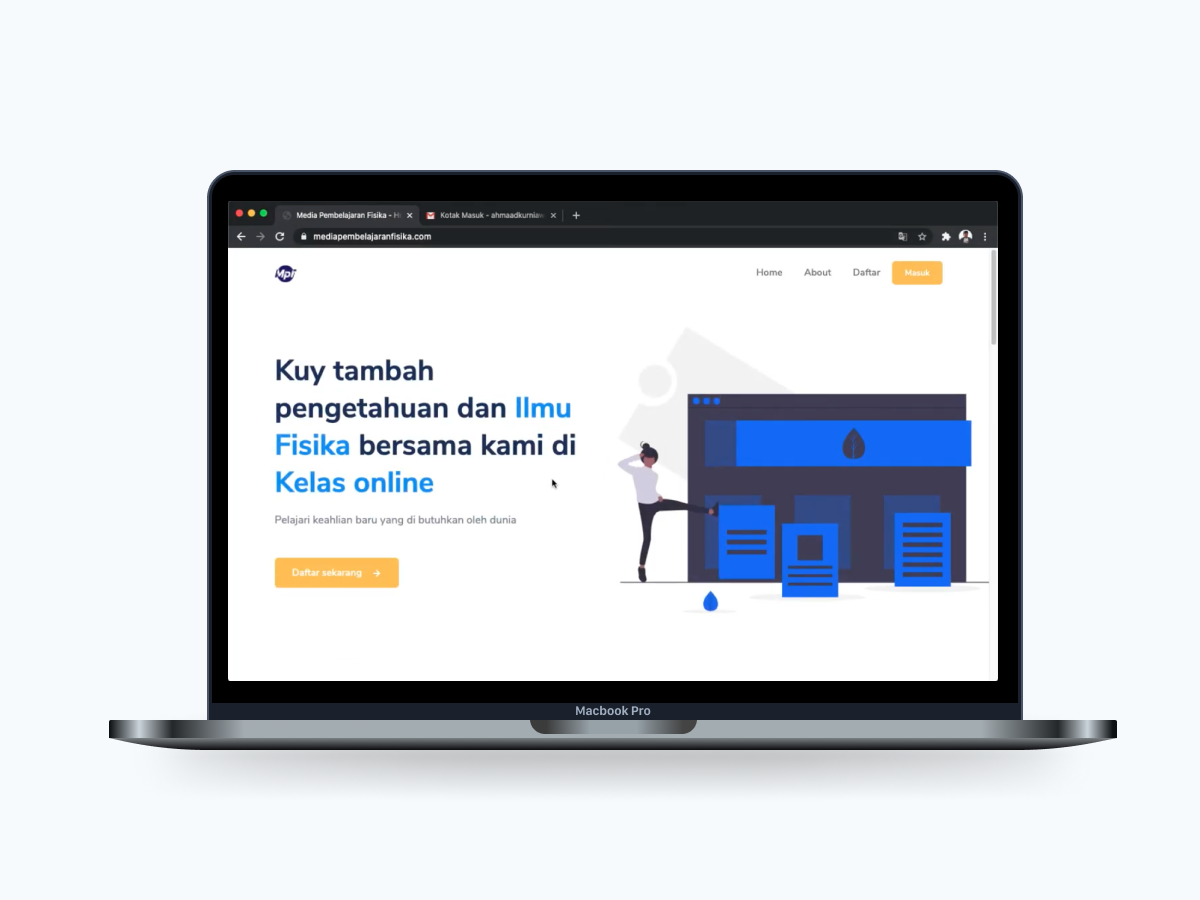 Media Pembelajaran Fisika - H
Kotak Masuk - ahmaadkurniaw
mediapembelajaranfisika.com
Mpf
Home About Daftar Masuk
Kuy tambah
pengetahuan dan Ilmu
Fisika bersama kami di
Kelas online
Pelajari keahlian baru yang di butuhkan oleh dunia
Daftar sekarang
Macbook Pro